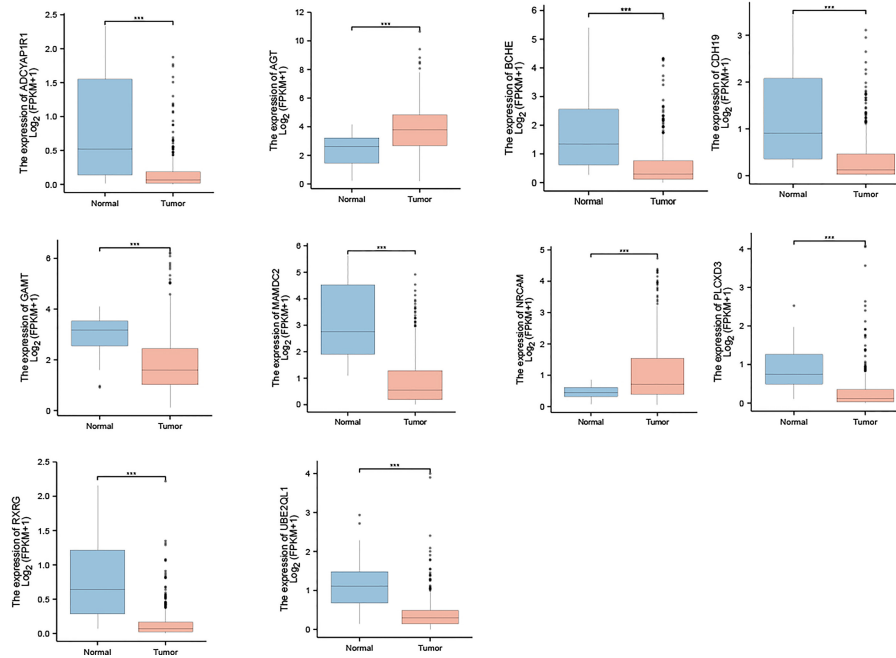 The expression of ADCYAP1R1
Log2 (FPKM+1)
2.5
2.0
1.5
1.0
0.5
0.0
***
Normal Tumor
The expression of AGT
Log2 (FPKM+1)
12
10
8
6
4
2
0
***
Normal Tumor
The expression of BCHE
Log2 (FPKM+1)
6
5
4
3
2
1
0
***
Normal Tumor
The expression of CDH19
Log2 (FPKM+1)
3
2
1
0
***
Normal Tumor
The expression of GAMT
Log2 (FPKM+1)
6
4
2
0
***
Normal Tumor
The expression of MAMDC2
Log2 (FPKM+1)
6
5
4
3
2
1
0
***
Normal Tumor
The expression of NRCAM
Log2 (FPKM+1)
5
4
3
2
1
0
***
Normal Tumor
The expression of PLCXD3
Log2 (FPKM+1)
4
3
2
1
0
***
Normal Tumor
The expression of RXRG
Log2 (FPKM+1)
2.5
2.0
1.5
1.0
0.5
0.0
***
Normal Tumor
The expression of UBE2QL1
Log2 (FPKM+1)
4
3
2
1
0
***
Normal Tumor